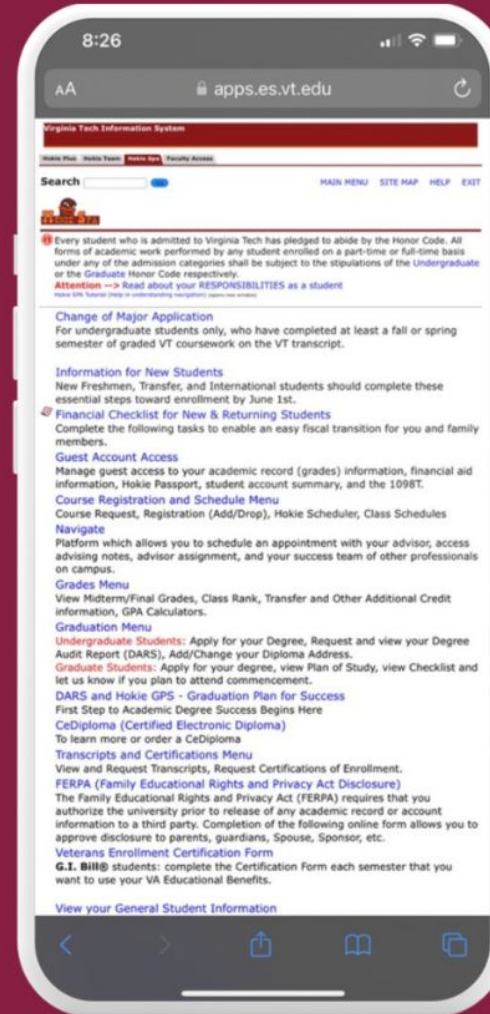 8:26
AA
apps.es.vt.edu
Virginia Tech Information System
Hokie Plus Hokie Team Hokie Spa Faculty Access
Search
MAIN MENU SITE MAP HELP EXIT
Every student who is admitted to Virginia Tech has pledged to abide by the Honor Code. All
forms of academic work performed by any student enrolled on a part-time or full-time basis
under any of the admission categories shall be subject to the stipulations of the Undergraduate
or the Graduate Honor Code respectively.
Attention --> Read about your RESPONSIBILITIES as a student
Hokie SPA Tutorial (Help in understanding navigation) (opens new window)
Change of Major Application
For undergraduate students only, who have completed at least a fall or spring
semester of graded VT coursework on the VT transcript.
Information for New Students
New Freshmen, Transfer, and International students should complete these
essential steps toward enrollment by June 1st.
Financial Checklist for New & Returning Students
Complete the following tasks to enable an easy fiscal transition for you and family
members.
Guest Account Access
Manage guest access to your academic record (grades) information, financial aid
information, Hokie Passport, student account summary, and the 1098T.
Course Registration and Schedule Menu
Course Request, Registration (Add/Drop), Hokie Scheduler, Class Schedules
Navigate
Platform which allows you to schedule an appointment with your advisor, access
advising notes, advisor assignment, and your success team of other professionals
on campus.
Grades Menu
View Midterm/Final Grades, Class Rank, Transfer and Other Additional Credit
information, GPA Calculators.
Graduation Menu
Undergraduate Students: Apply for your Degree, Request and view your Degree
Audit Report (DARS), Add/Change your Diploma Address.
Graduate Students: Apply for your degree, view Plan of Study, view Checklist and
let us know if you plan to attend commencement.
DARS and Hokie GPS - Graduation Plan for Success
First Step to Academic Degree Success Begins Here
CeDiploma (Certified Electronic Diploma)
To learn more or order a CeDiploma
Transcripts and Certifications Menu
View and Request Transcripts, Request Certifications of Enrollment.
FERPA (Family Educational Rights and Privacy Act Disclosure)
The Family Educational Rights and Privacy Act (FERPA) requires that you
authorize the university prior to release of any academic record or account
information to a third party. Completion of the following online form allows you to
approve disclosure to parents, guardians, Spouse, Sponsor, etc.
Veterans Enrollment Certification Form
G.I. Bill® students: complete the Certification Form each semester that you
want to use your VA Educational Benefits.
View your General Student Information